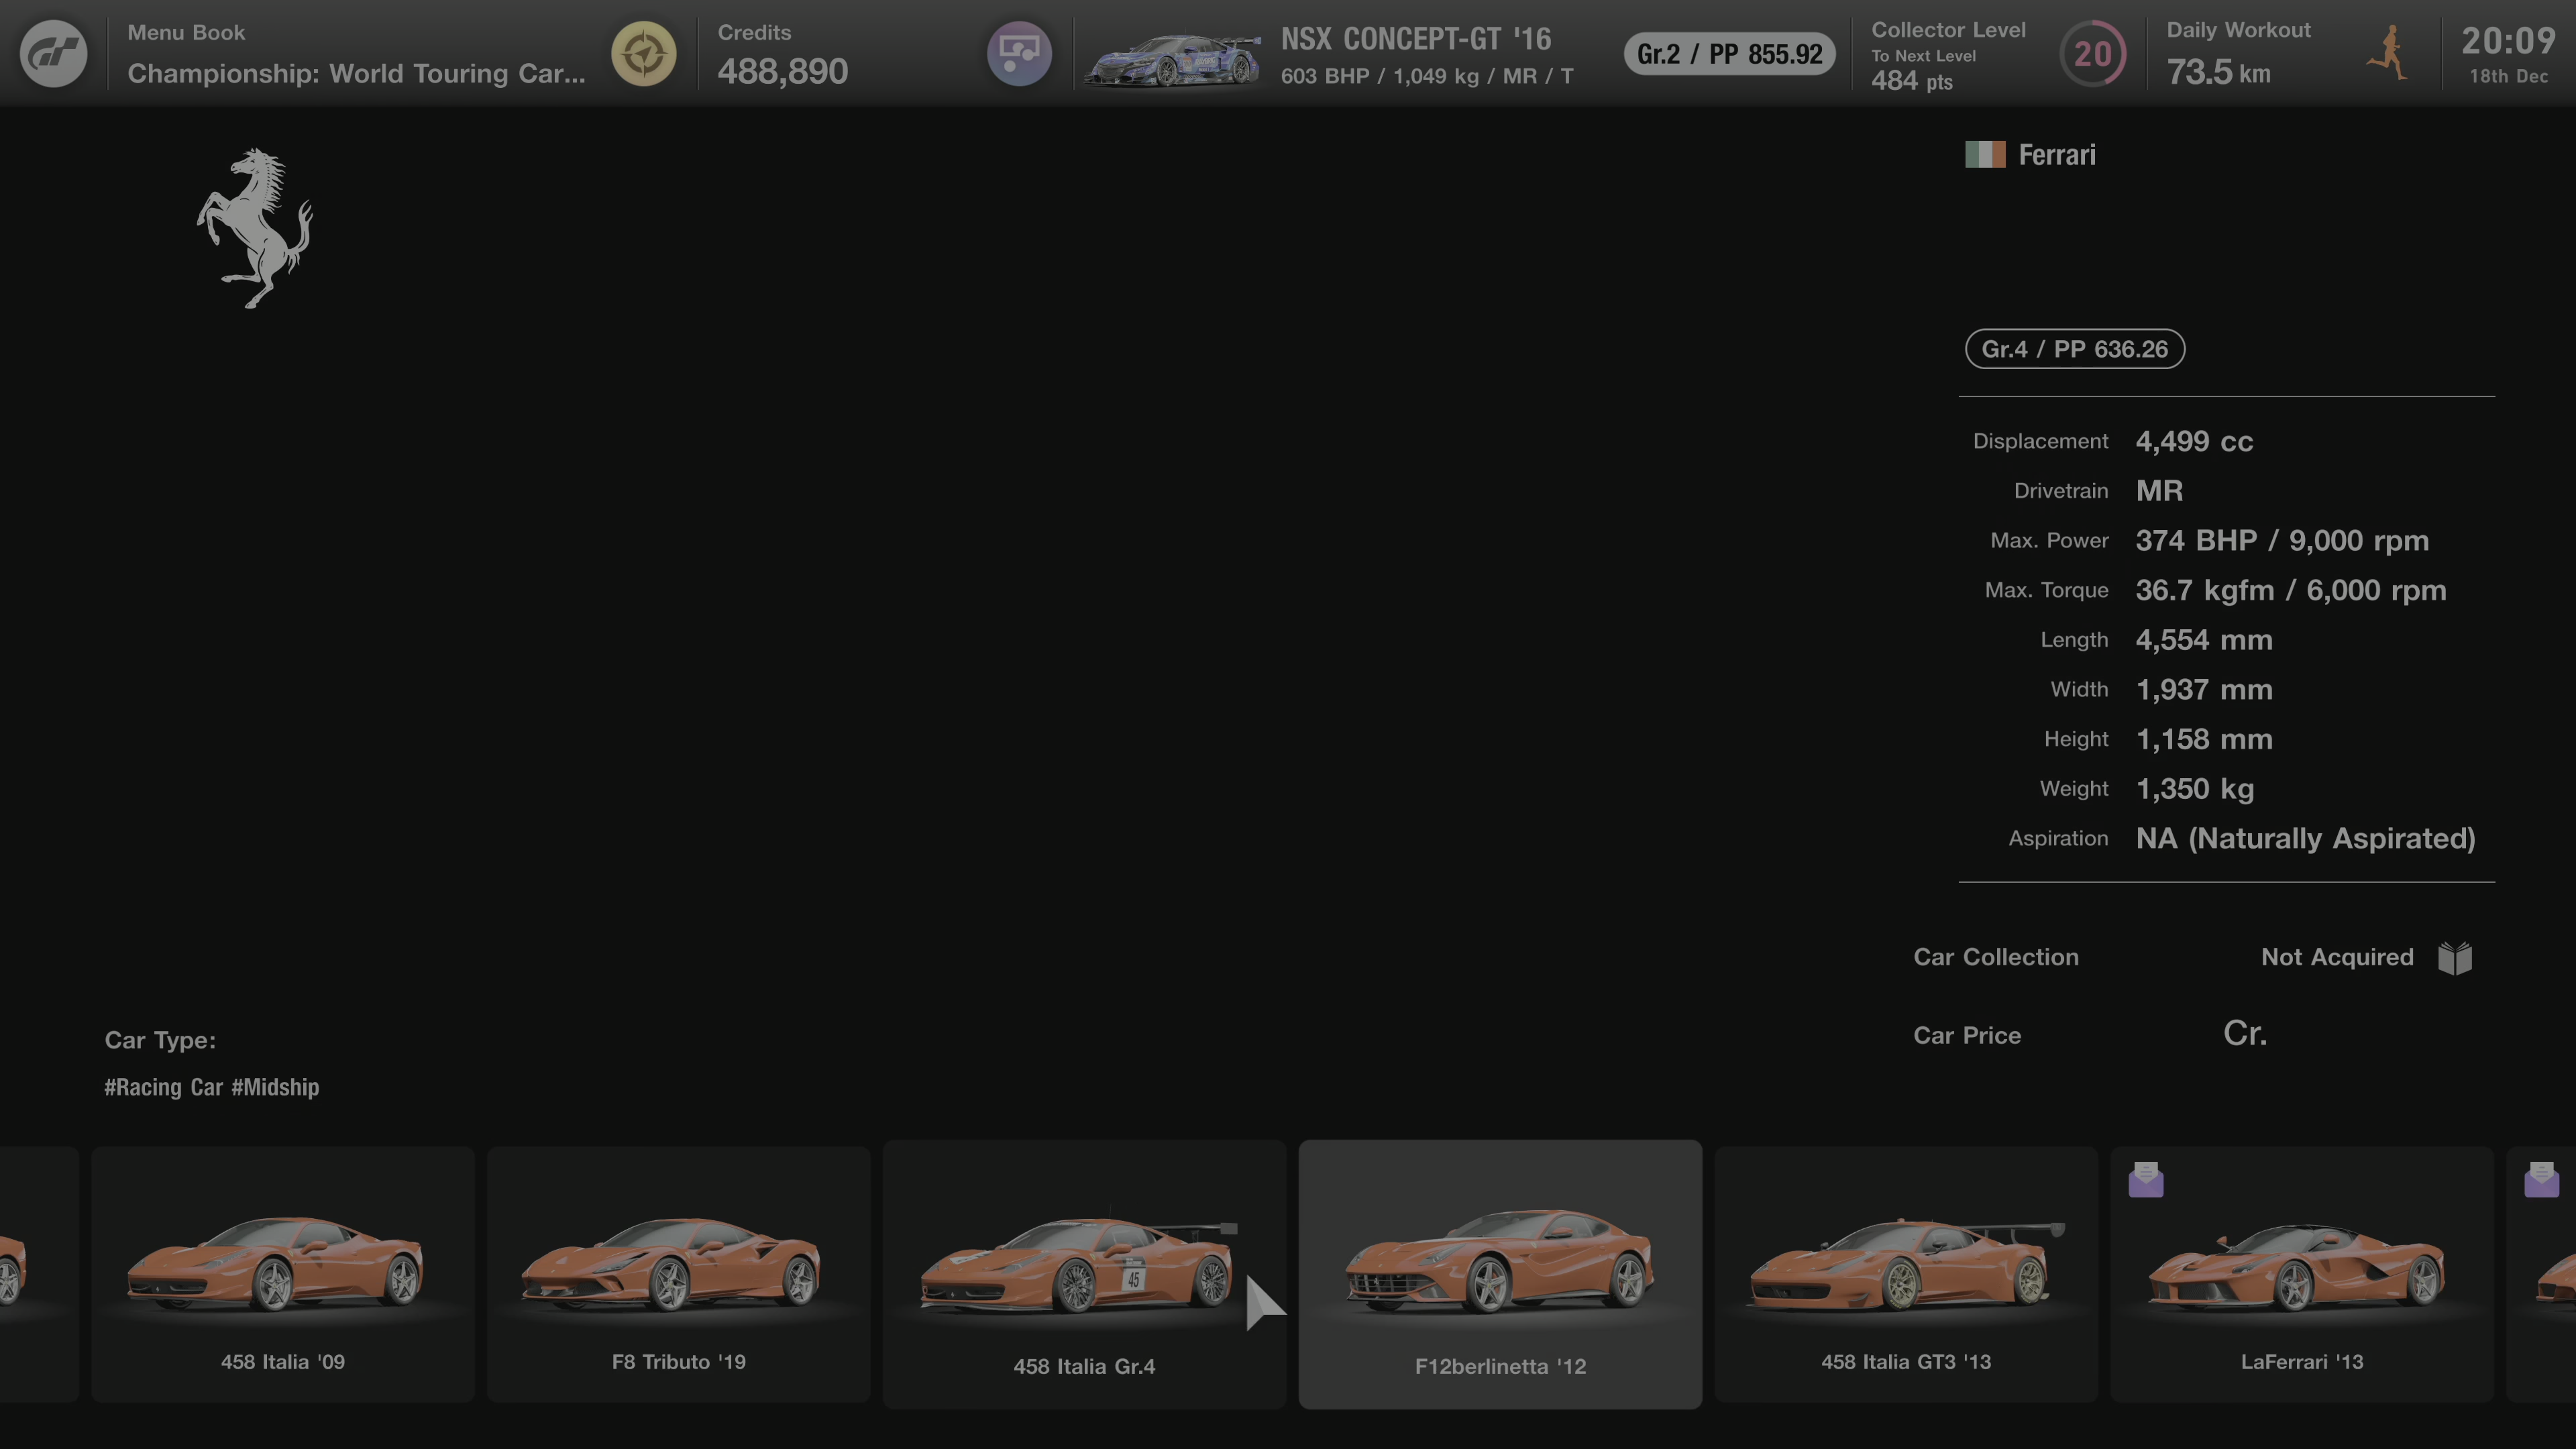 Menu Book
Championship: World Touring Car...
Credits
488,890
NSX CONCEPT-GT '16
603 BHP / 1,049 kg / MR / T
Gr.2 / PP 855.92
Collector Level
To Next Level
484 pts
20
Daily Workout
73.5 km
20:09
18th Dec
Ferrari
Gr.4 / PP 636.26
Displacement 4,499 cc
Drivetrain MR
Max. Power 374 BHP / 9,000 rpm
Max. Torque 36.7 kgfm / 6,000 rpm
Length 4,554 mm
Width 1,937 mm
Height 1,158 mm
Weight 1,350 kg
Aspiration NA (Naturally Aspirated)
Car Collection Not Acquired
Car Price Cr.
Car Type:
#Racing Car #Midship
45
458 Italia '09
F8 Tributo '19
458 Italia Gr.4
F12berlinetta '12
458 Italia GT3 '13
LaFerrari '13